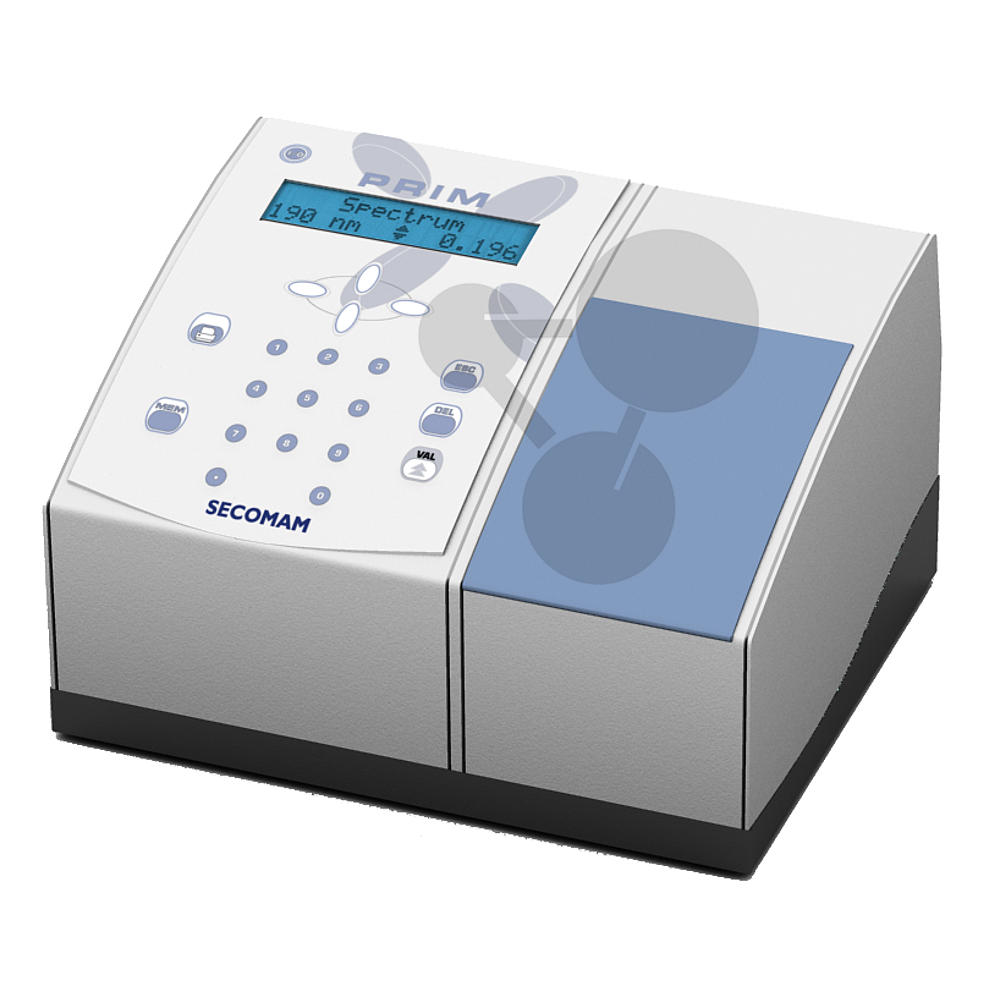 PRIM
Spectrum
190 nm 0.196
1 2 3
ESC
4 5 6
MEM
DEL
7 8 9
VAL
. 0
SECOMAM